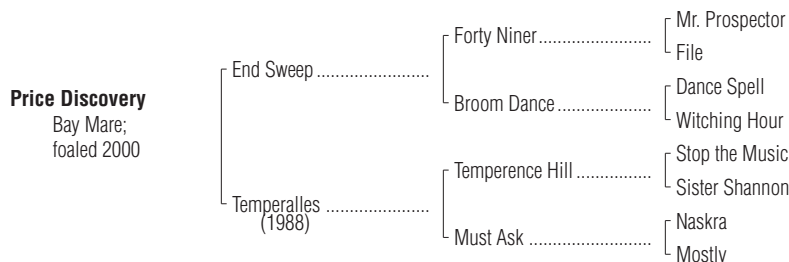 Price Discovery
Bay Mare;
foaled 2000
End Sweep
Temperalles
(1988)
Forty Niner
Broom Dance
Temperence Hill
Must Ask
Mr. Prospector
File
Dance Spell
Witching Hour
Stop the Music
Sister Shannon
Naskra
Mostly